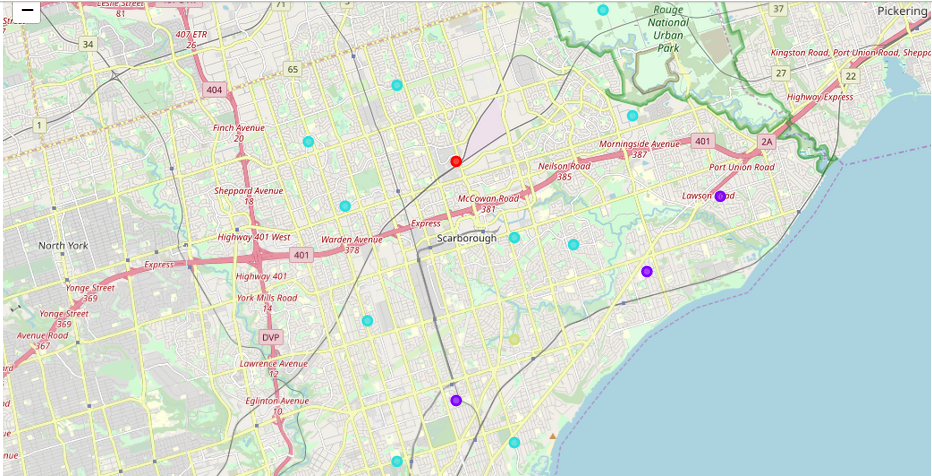 −
Leslie Street
81
407 ETR
26
71
34
65
404
1
Finch Avenue
20
Sheppard Avenue
18
North York
Highway 401 West
Express
401
Warden Avenue
378
Express
Highway 401
York Mills Road
14
Yonge Street
369
Yonge Street
369
Avenue Road
367
DVP
Lawrence Avenue
12
Eglinton Avenue
10
Scarborough
McCowan Road
381
Neilson Road
385
Morningside Avenue
387
401
2A
Port Union Road
Lawson Road
Rouge
National
Urban
Park
37
Pickering
Kingston Road, Port Union Road, Shepp
27
22
Highway Express